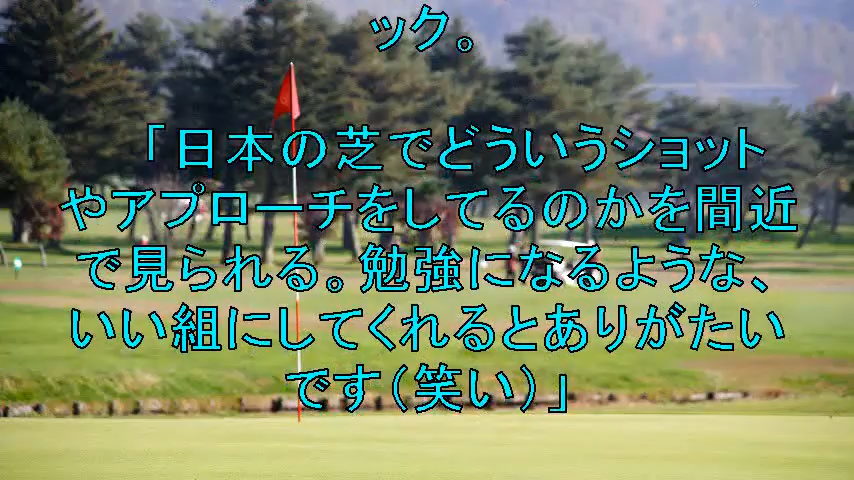 ック。
「日本の芝でどういうショット
やアプローチをしてるのかを間近
で見られる。勉強になるような、
いい組にしてくれるとありがたい
です（笑い）」